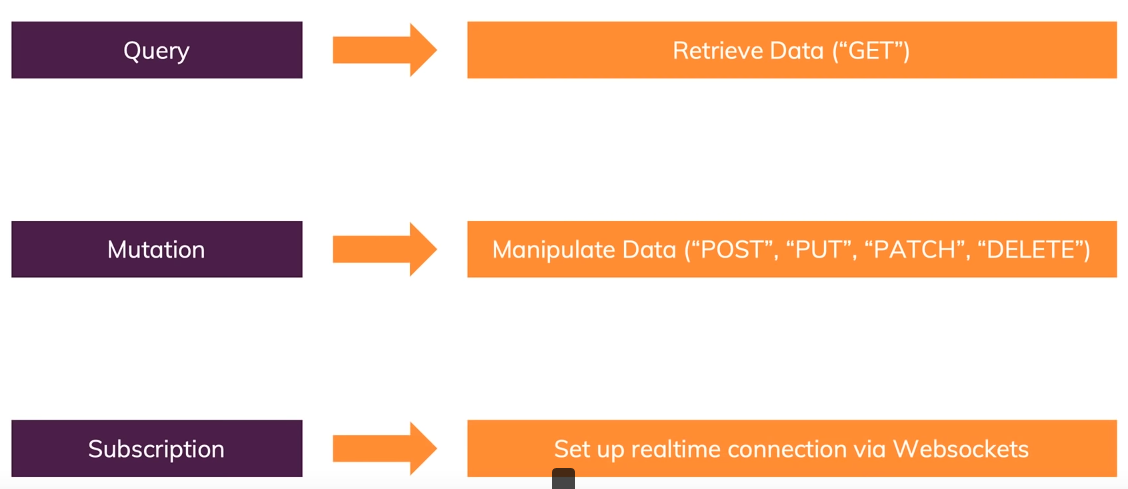 Query
Retrieve Data (“GET”)
Mutation
Manipulate Data (“POST”, “PUT”, “PATCH”, “DELETE”)
Subscription
Set up realtime connection via Websockets